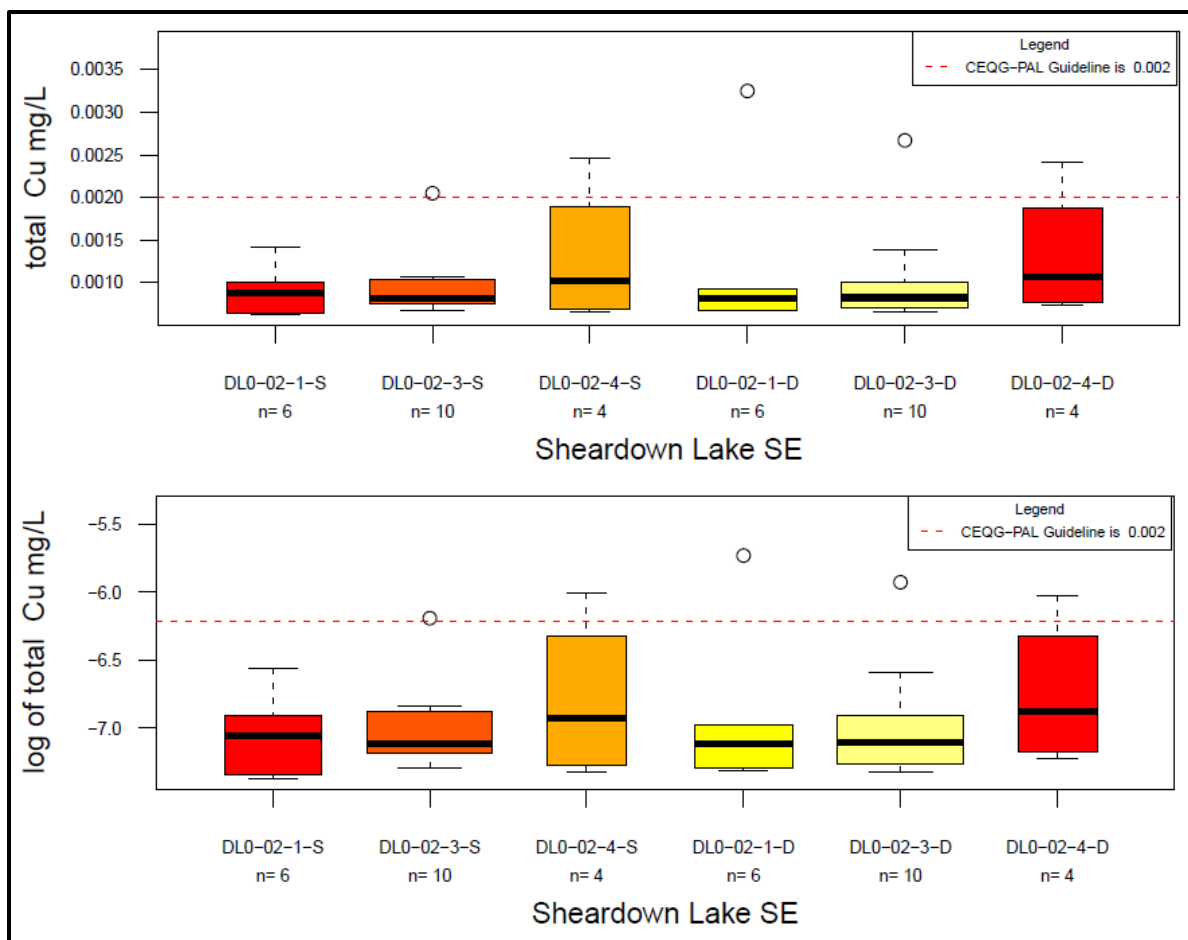 Legend
CEQG−PAL Guideline is 0.002
total Cu mg/L
0.0035
0.0030
0.0025
0.0020
0.0015
0.0010
DL0−02−1−S DL0−02−3−S DL0−02−4−S DL0−02−1−D DL0−02−3−D DL0−02−4−D
n= 6 n= 10 n= 4 n= 6 n= 10 n= 4
Sheardown Lake SE
Legend
CEQG−PAL Guideline is 0.002
log of total Cu mg/L
−5.5
−6.0
−6.5
−7.0
DL0−02−1−S DL0−02−3−S DL0−02−4−S DL0−02−1−D DL0−02−3−D DL0−02−4−D
n= 6 n= 10 n= 4 n= 6 n= 10 n= 4
Sheardown Lake SE